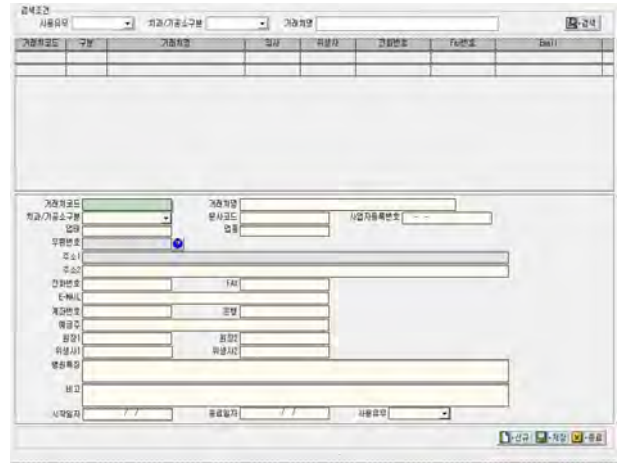 검색조건
사용유무 치과/기공소구분 거래처명 검색
거래처코드 구분 거래처명 의사 위생사 전화번호 Fax번호 Email
거래처코드 거래처명
치과/기공소구분 문서코드 사업자등록번호 - -
업태 업종
우편번호 ?
주소1
주소2
전화번호 FAX
E-MAIL
계좌번호 은행
예금주
원장1 원장2
위생사1 위생사2
병원특징
비고
시작일자 / / 종료일자 / / 사용유무
신규 저장 종료